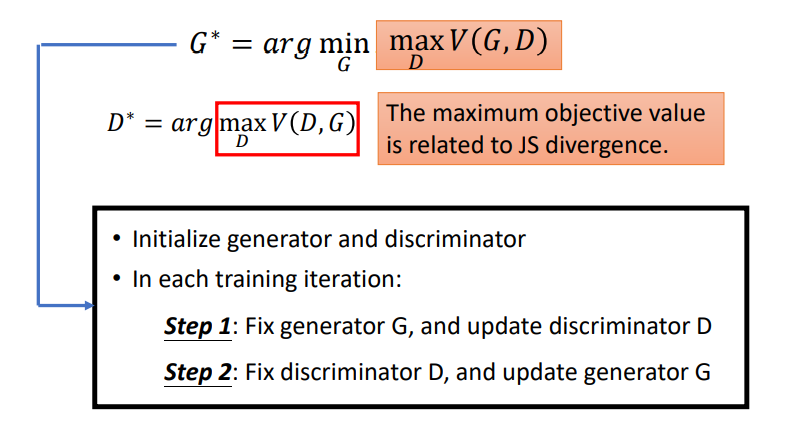 G* = arg min_G max_D V(G, D)
D* = arg max_D V(D, G)
The maximum objective value
is related to JS divergence.
• Initialize generator and discriminator
• In each training iteration:
Step 1: Fix generator G, and update discriminator D
Step 2: Fix discriminator D, and update generator G